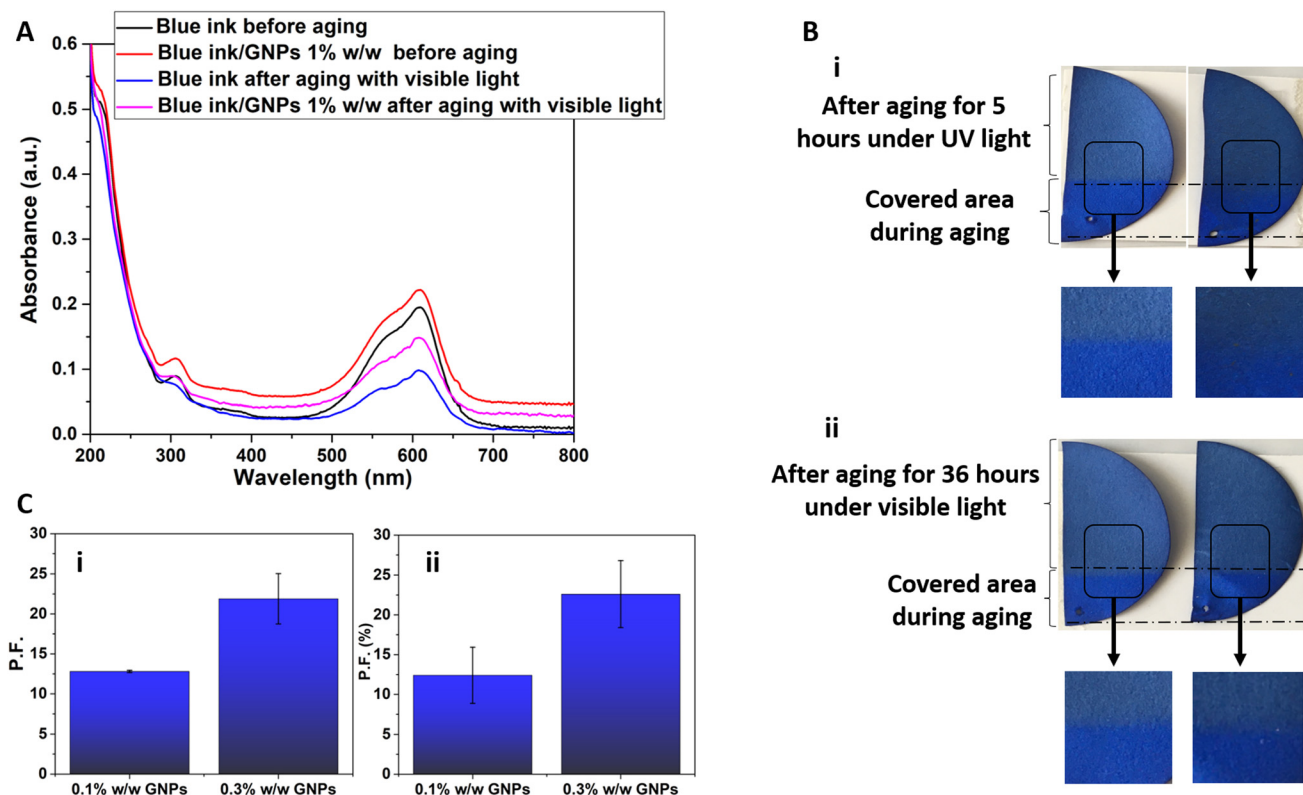 A
Blue ink before aging
Blue ink/GNPs 1% w/w  before aging
Blue ink after aging with visible light
Blue ink/GNPs 1% w/w after aging with visible light
0.6
0.5
0.4
0.3
0.2
0.1
0.0
Absorbance (a.u.)
200 300 400 500 600 700 800
Wavelength (nm)
B
i
After aging for 5
hours under UV light
Covered area
during aging
ii
After aging for 36 hours
under visible light
Covered area
during aging
C
i
30
25
20
15
10
5
0
P.F.
0.1% w/w GNPs 0.3% w/w GNPs
ii
30
25
20
15
10
5
0
P.F. (%)
0.1% w/w GNPs 0.3% w/w GNPs